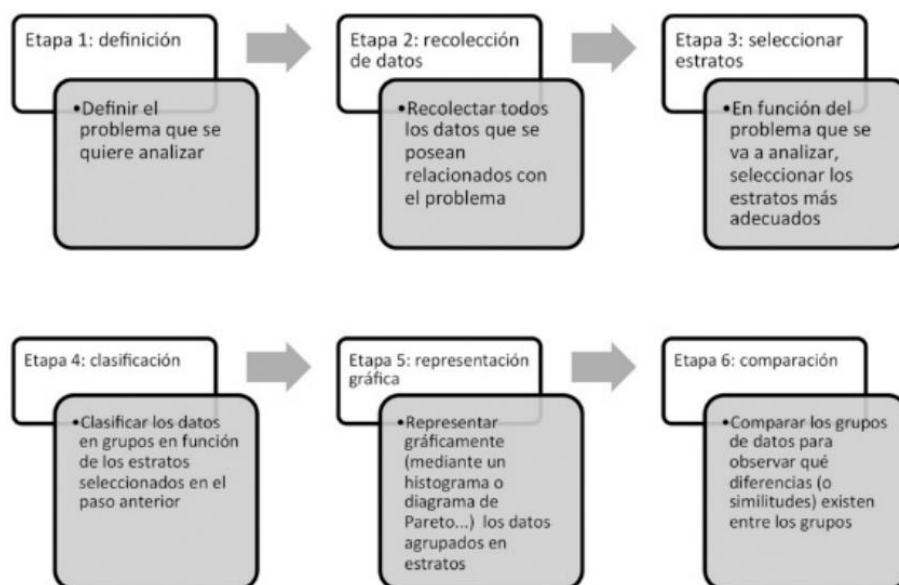 Etapa 1: definición
•Definir el
problema que se
quiere analizar
Etapa 2: recolección
de datos
•Recolectar todos
los datos que se
posean
relacionados con
el problema
Etapa 3: seleccionar
estratos
•En función del
problema que se
va a analizar,
seleccionar los
estratos más
adecuados
Etapa 4: clasificación
•Clasificar los datos
en grupos en función
de los estratos
seleccionados en el
paso anterior
Etapa 5: representación
gráfica
•Representar
gráficamente
(mediante un
histograma o
diagrama de
Pareto...) los datos
agrupados en
estratos
Etapa 6: comparación
•Comparar los grupos
de datos para
observar qué
diferencias (o
similitudes) existen
entre los grupos